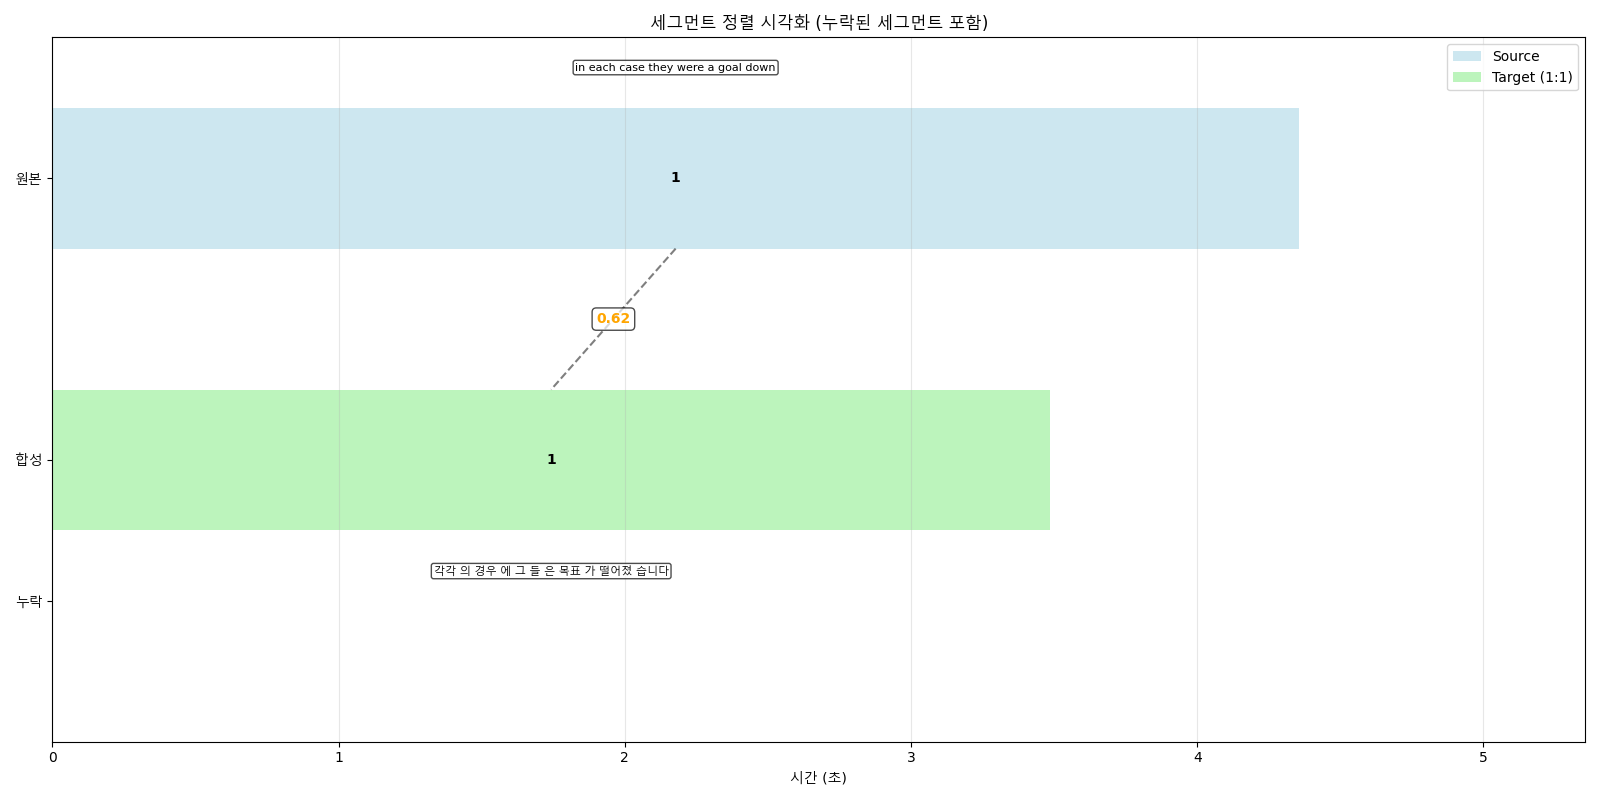 세그먼트 정렬 시각화 (누락된 세그먼트 포함)
in each case they were a goal down
Source
Target (1:1)
원본
1
0.62
합성
1
각각 의 경우 에 그 들 은 목표 가 떨어졌 습니다
누락
0 1 2 3 4 5
시간 (초)